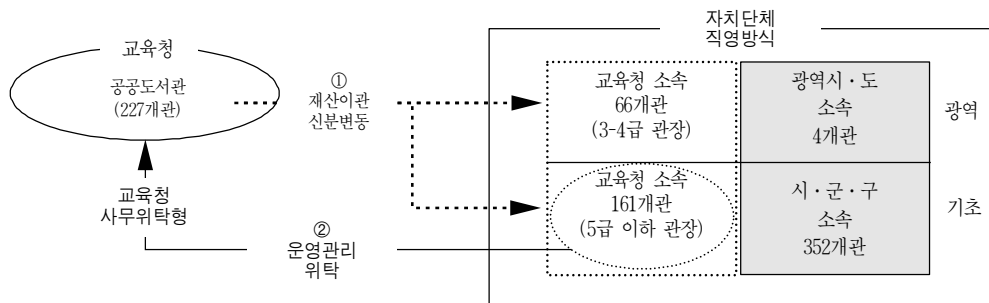 자치단체
직영방식
교육청
공공도서관
(227개관)
①
재산이관
신분변동
교육청 소속
66개관
(3-4급 관장)
광역시・도
소속
4개관
광역
교육청
사무위탁형
②
운영관리
위탁
교육청 소속
161개관
(5급 이하 관장)
시・군・구
소속
352개관
기초